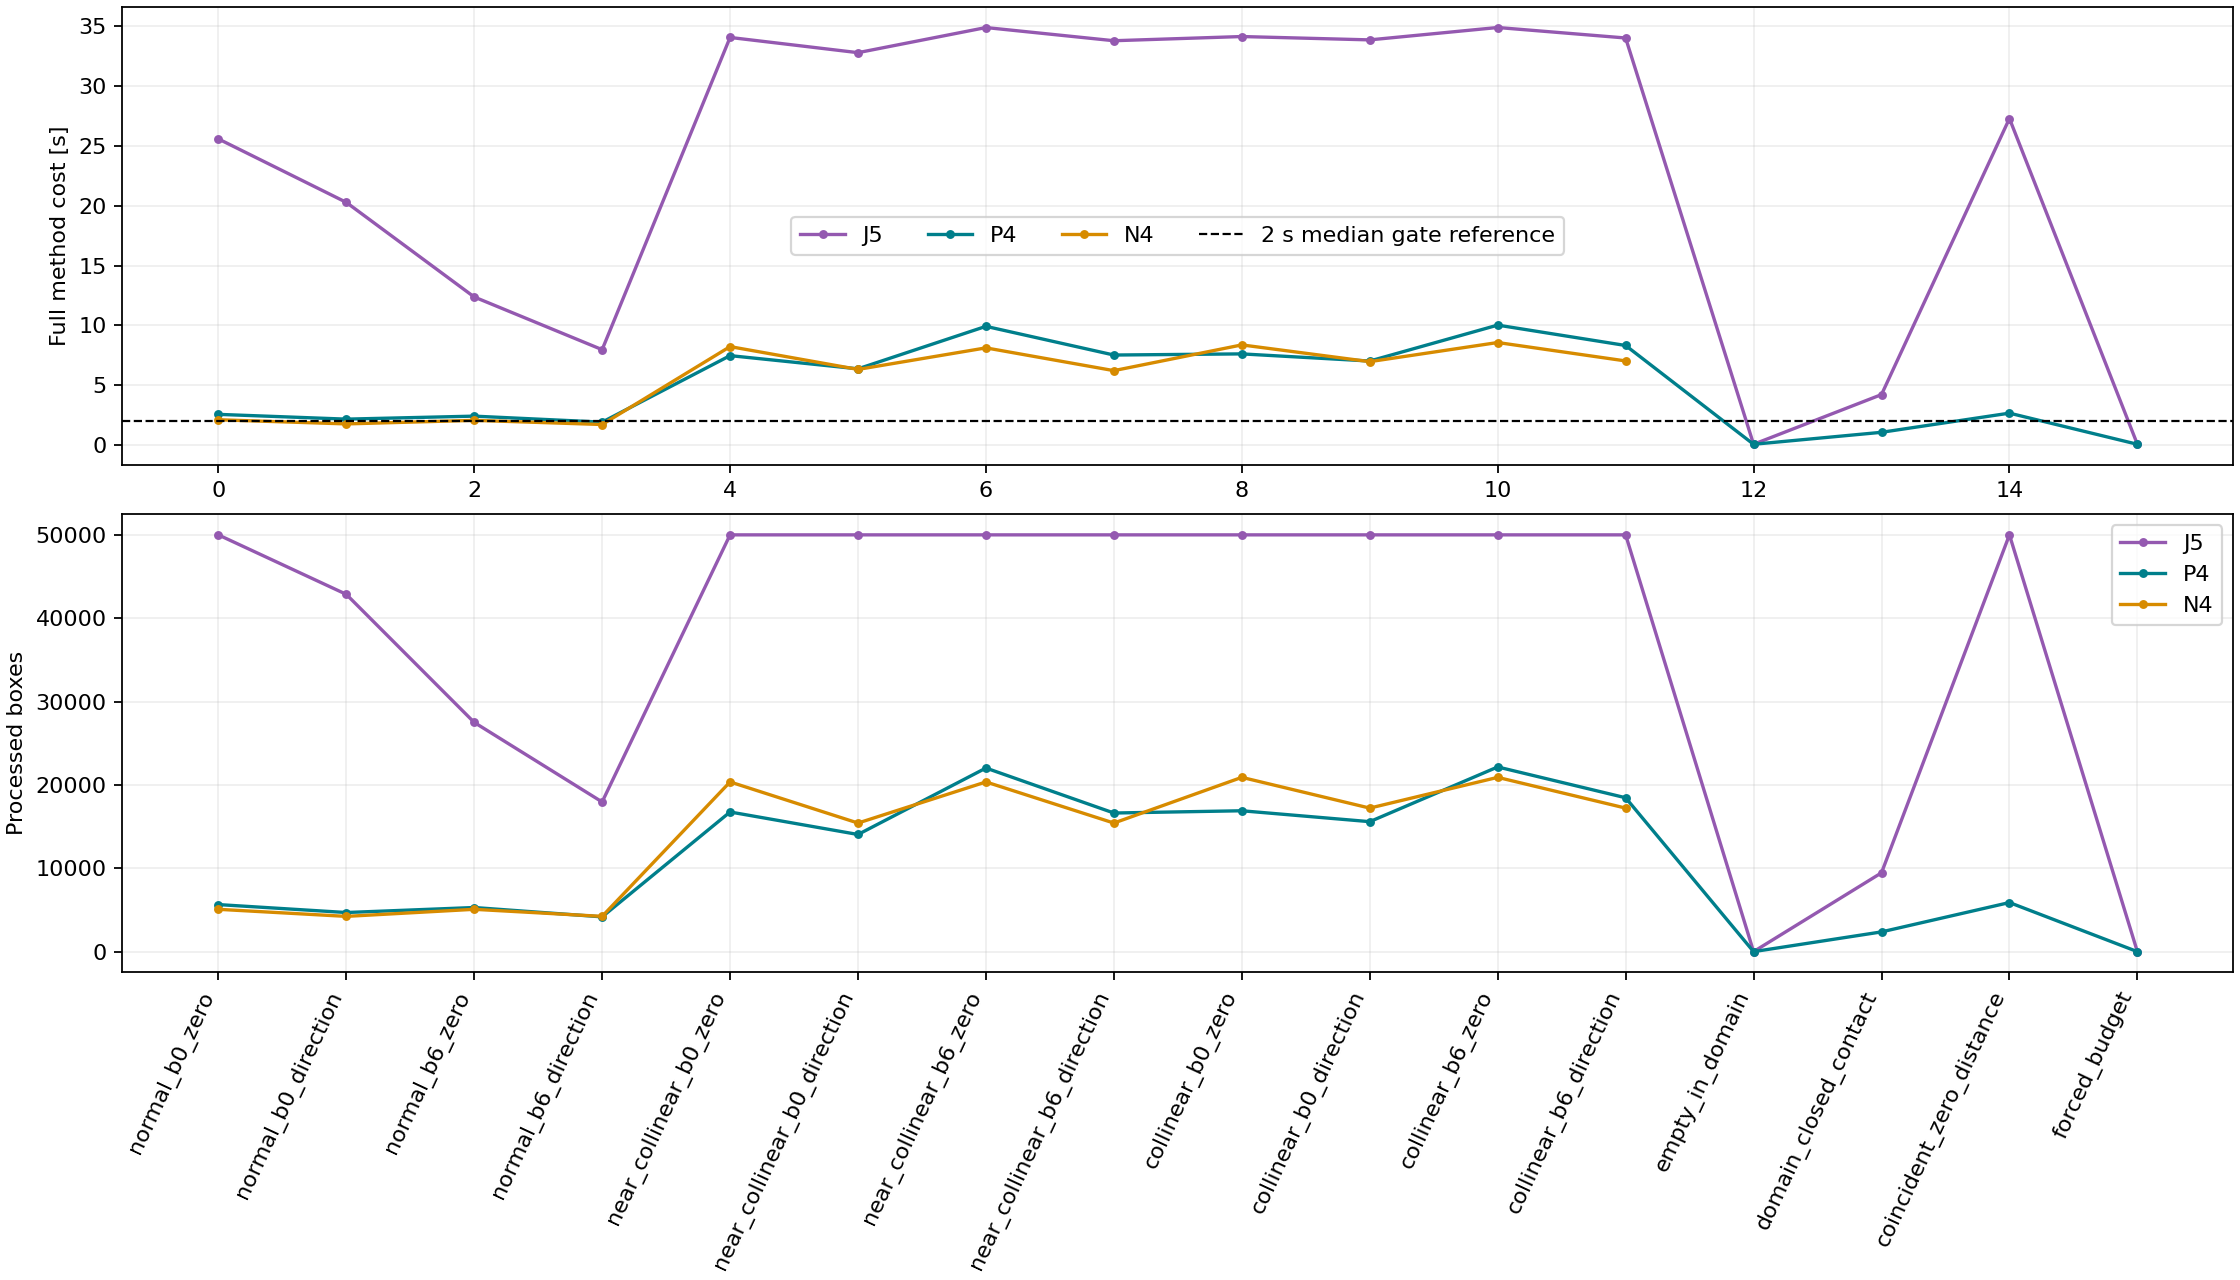 Full method cost [s]
35
30
25
20
15
10
5
0
J5 P4 N4 2 s median gate reference
0 2 4 6 8 10 12 14
Processed boxes
50000
40000
30000
20000
10000
0
J5
P4
N4
normal_b0_zero
normal_b0_direction
normal_b6_zero
normal_b6_direction
near_collinear_b0_zero
near_collinear_b0_direction
near_collinear_b6_zero
near_collinear_b6_direction
collinear_b0_zero
collinear_b0_direction
collinear_b6_zero
collinear_b6_direction
empty_in_domain
domain_closed_contact
coincident_zero_distance
forced_budget